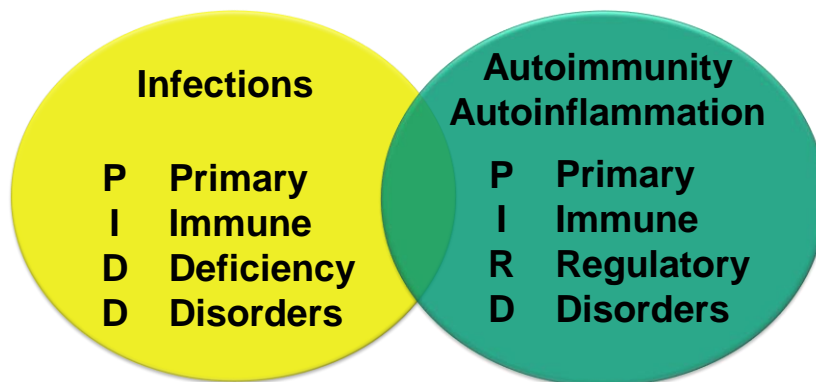 Infections
P Primary
I Immune
D Deficiency
D Disorders
Autoimmunity
Autoinflammation
P Primary
I Immune
R Regulatory
D Disorders